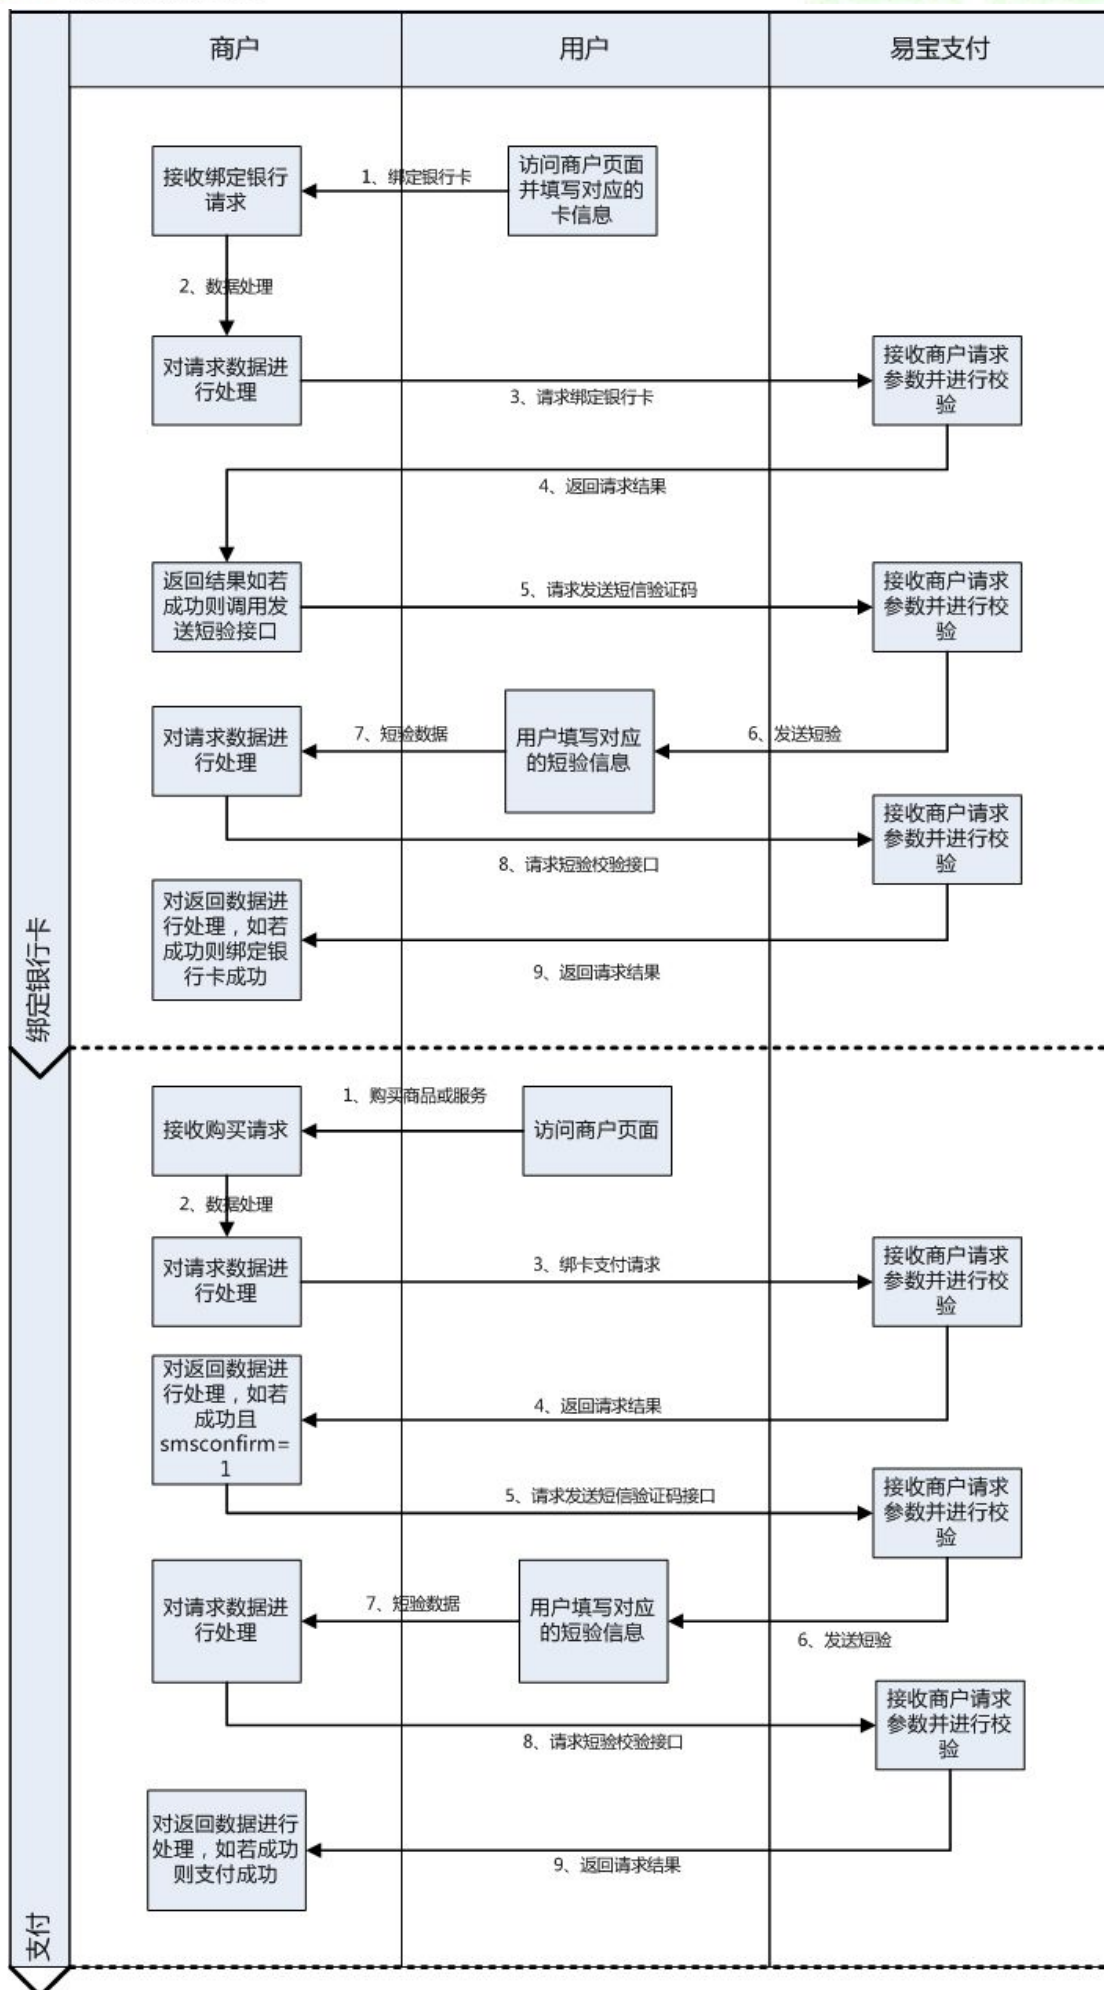 商户
用户
易宝支付
接收绑定银行
请求
1、绑定银行卡
访问商户页面
并填写对应的
卡信息
2、数据处理
对请求数据进
行处理
3、请求绑定银行卡
接收商户请求
参数并进行校
验
4、返回请求结果
返回结果如若
成功则调用发
送短验接口
5、请求发送短信验证码
接收商户请求
参数并进行校
验
对请求数据进
行处理
7、短验数据
用户填写对应
的短验信息
6、发送短验
8、请求短验校验接口
接收商户请求
参数并进行校
验
对返回数据进
行处理，如若
成功则绑定银
行卡成功
9、返回请求结果
绑定银行卡
接收购买请求
1、购买商品或服务
访问商户页面
2、数据处理
对请求数据进
行处理
3、绑卡支付请求
接收商户请求
参数并进行校
验
对返回数据进
行处理，如若
成功且
smsconfirm=
1
4、返回请求结果
5、请求发送短信验证码接口
接收商户请求
参数并进行校
验
对请求数据进
行处理
7、短验数据
用户填写对应
的短验信息
6、发送短验
8、请求短验校验接口
接收商户请求
参数并进行校
验
对返回数据进行
处理，如若成功
则支付成功
9、返回请求结果
支付